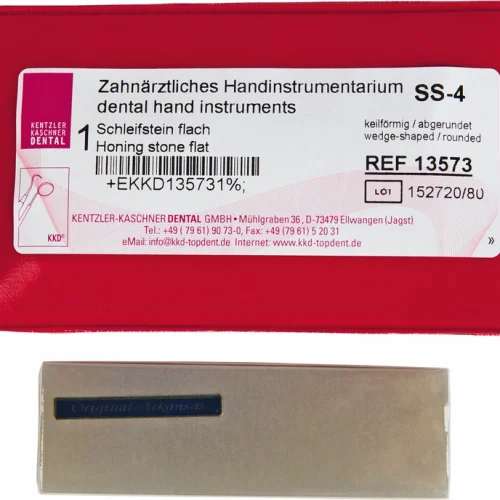 KENTZLER
KASCHNER
DENTAL
KKD®
Zahnärztliches Handinstrumentarium
dental hand instruments
SS-4
1 Schleifstein flach
Honing stone flat
keilförmig / abgerundet
wedge-shaped / rounded
+EKKD135731%;
REF 13573
LOT 152720/80
KENTZLER-KASCHNER DENTAL GMBH • Mühlgraben 36, D-73479 Ellwangen (Jagst)
Tel.: +49 ( 79 61) 90 73-0, Fax: +49 (79 61) 5 20 31
eMail: info@kkd-topdent.de Internet: www.kkd-topdent.de
»
Original-Arkansas